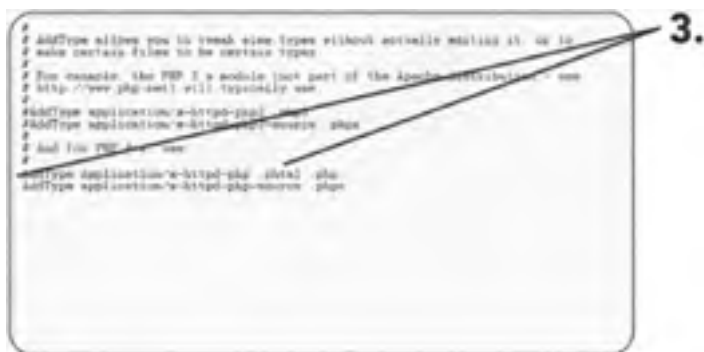 #
# AddType allows you to tweak mime.types without actually editing it, or to
# make certain files to be certain types.
#
# For example, the PHP 3.x module (not part of the Apache distribution - see
# http://www.php.net) will typically use
#
#AddType application/x-httpd-php3 .php3
#AddType application/x-httpd-php3-source .phps
#
# And for PHP use
#
AddType application/x-httpd-php .phtml .php
AddType application/x-httpd-php-source .phps
3.